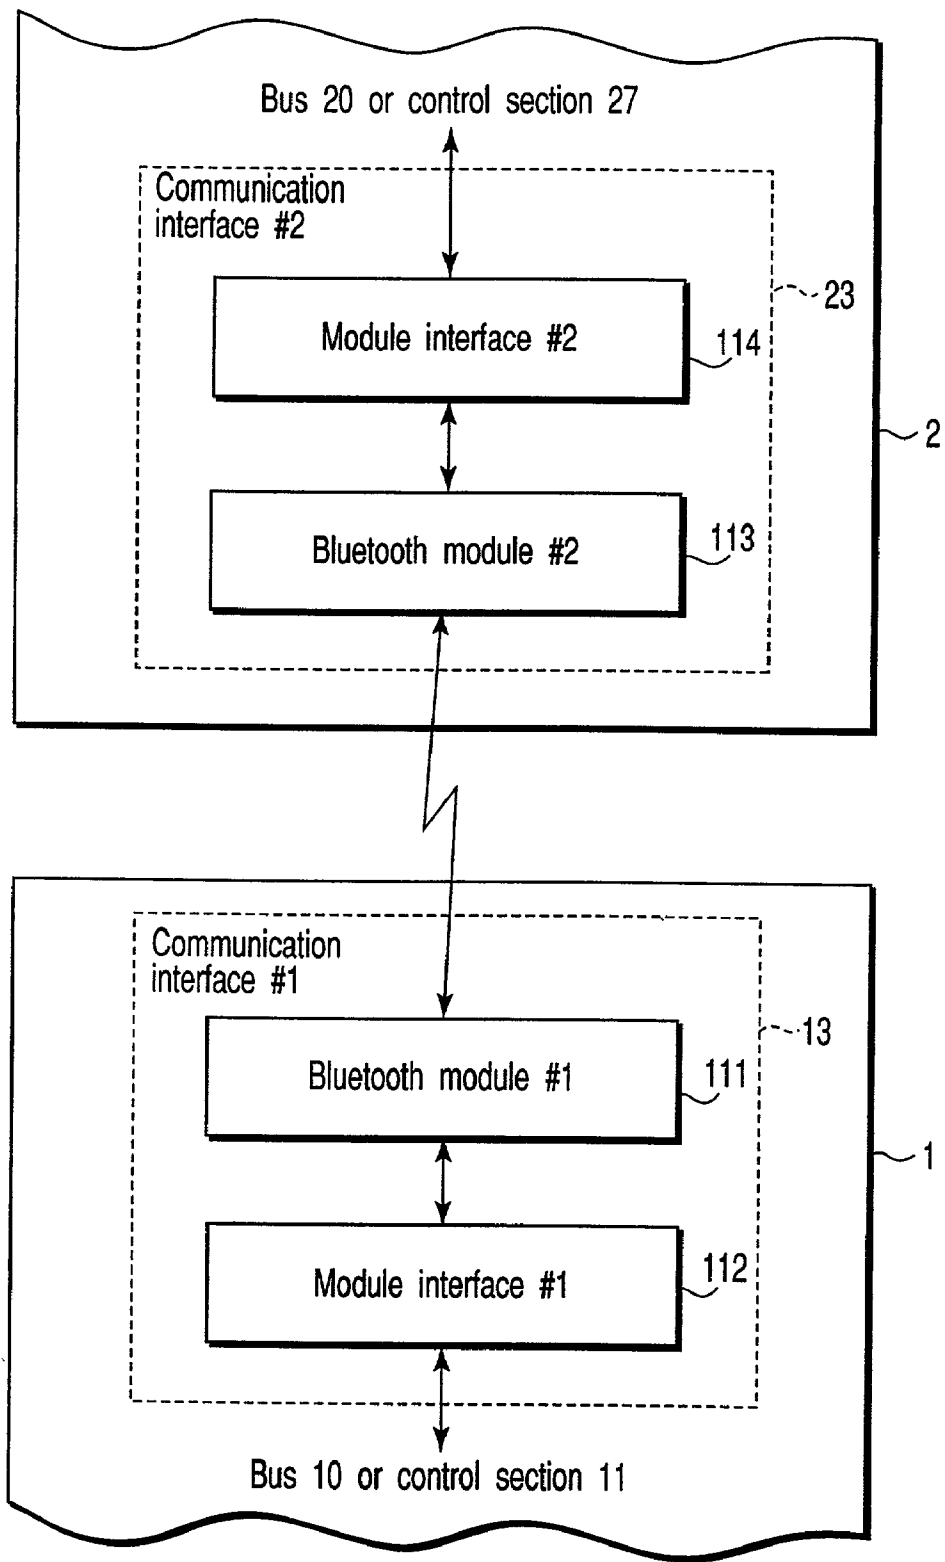 Bus 20 or control section 27
Communication
interface #2
23
Module interface #2
114
2
Bluetooth module #2
113
Communication
interface #1
13
Bluetooth module #1
111
1
Module interface #1
112
Bus 10 or control section 11